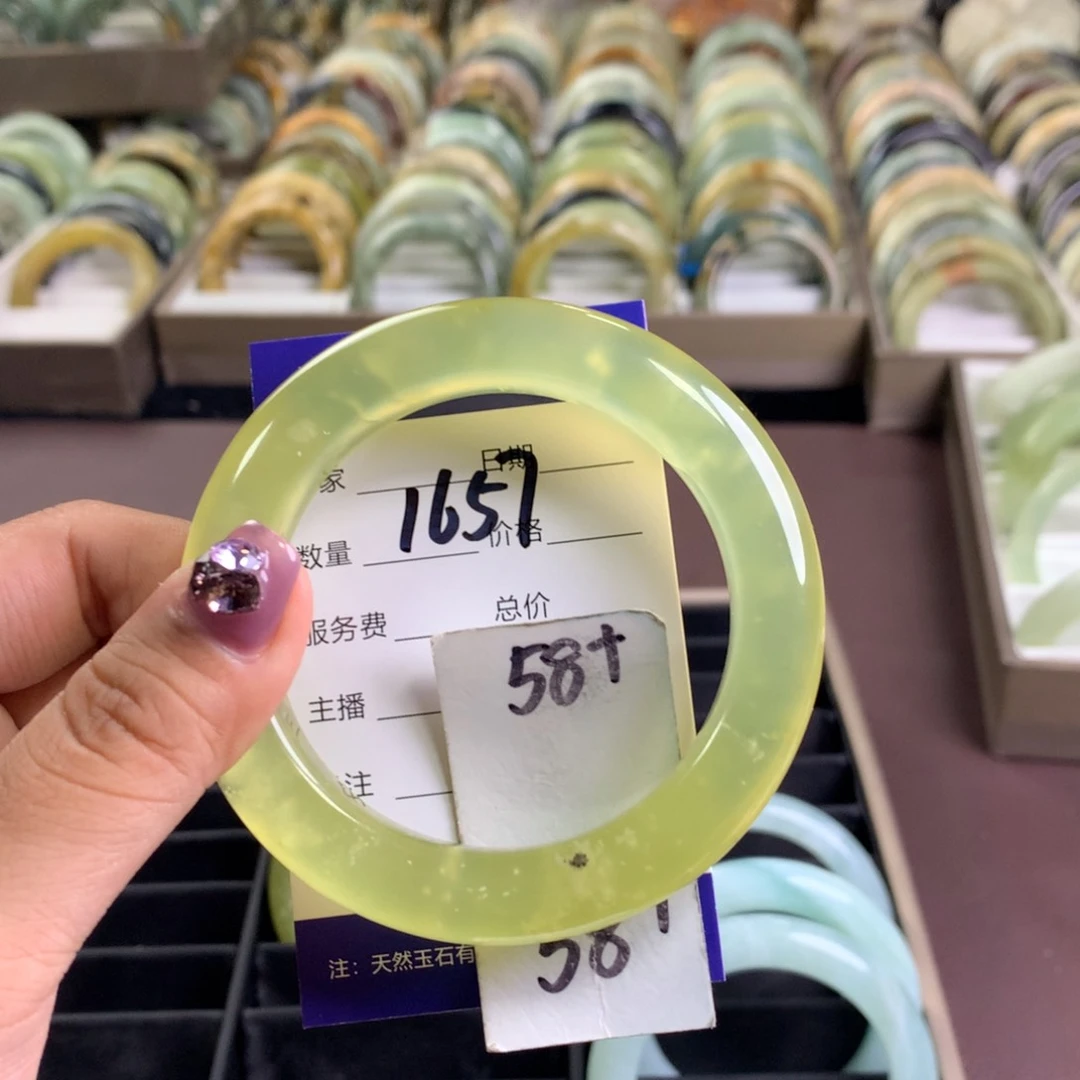 家 日期
1657
数量 价格
服务费 总价
58+
主播
注
58
注：天然玉石有